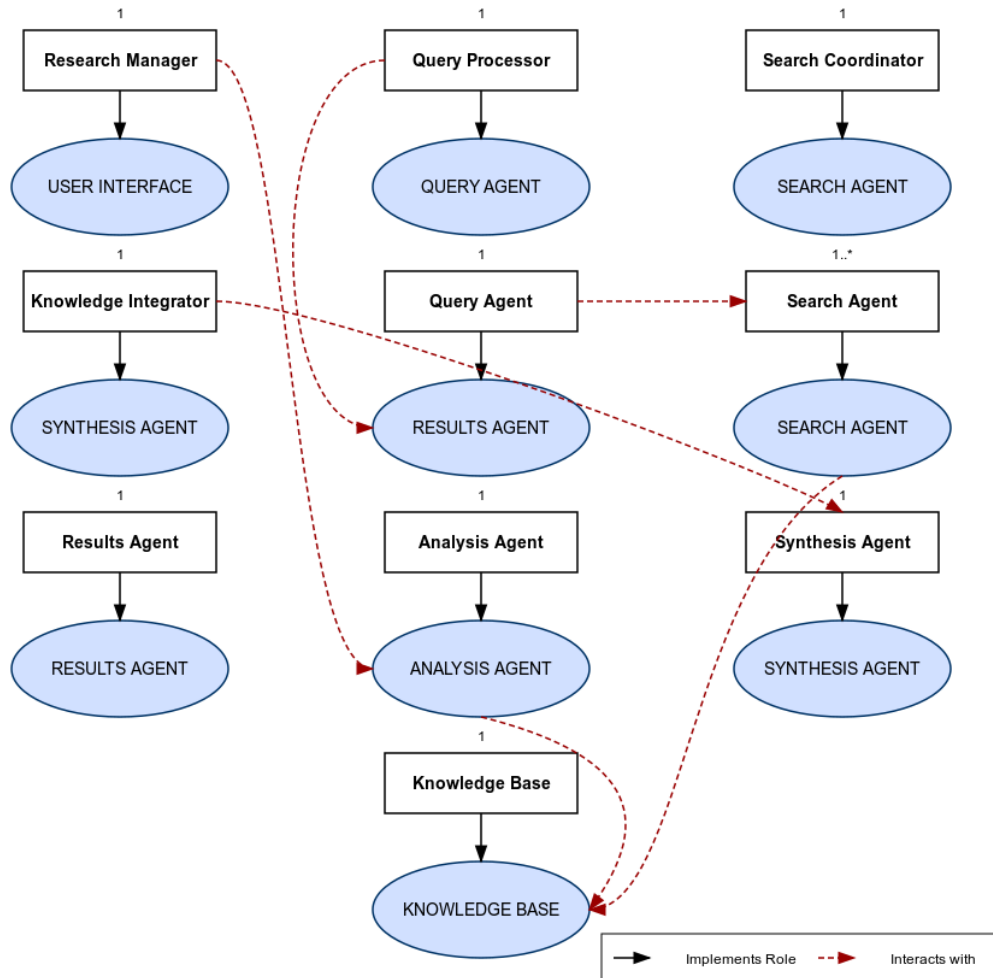 1 1 1
Research Manager Query Processor Search Coordinator
USER INTERFACE QUERY AGENT SEARCH AGENT
1 1 1..*
Knowledge Integrator Query Agent Search Agent
SYNTHESIS AGENT RESULTS AGENT SEARCH AGENT
1 1 1
Results Agent Analysis Agent Synthesis Agent
RESULTS AGENT ANALYSIS AGENT SYNTHESIS AGENT
1
Knowledge Base
KNOWLEDGE BASE
Implements Role Interacts with